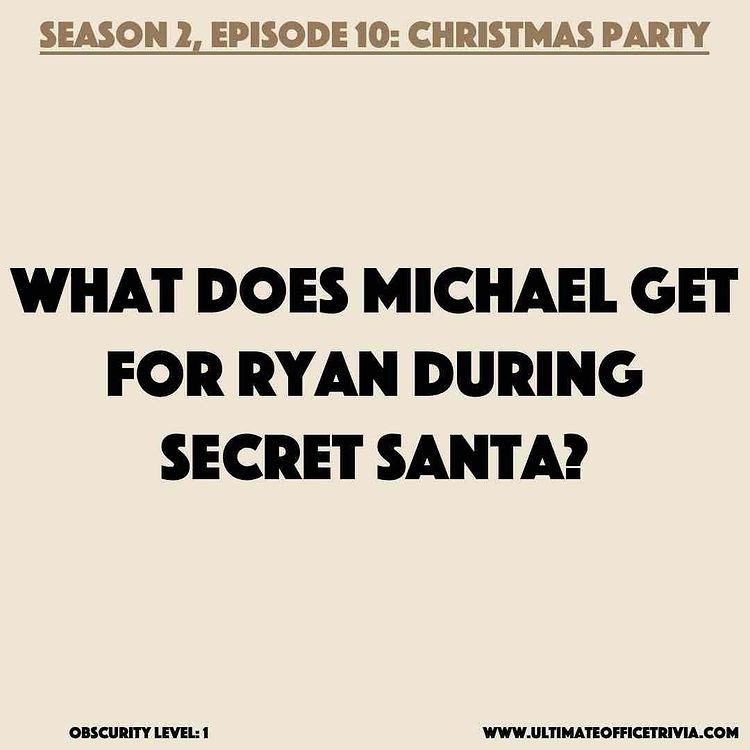 SEASON 2, EPISODE 10: CHRISTMAS PARTY
WHAT DOES MICHAEL GET
FOR RYAN DURING
SECRET SANTA?
OBSCURITY LEVEL: 1
WWW.ULTIMATEOFFICETRIVIA.COM